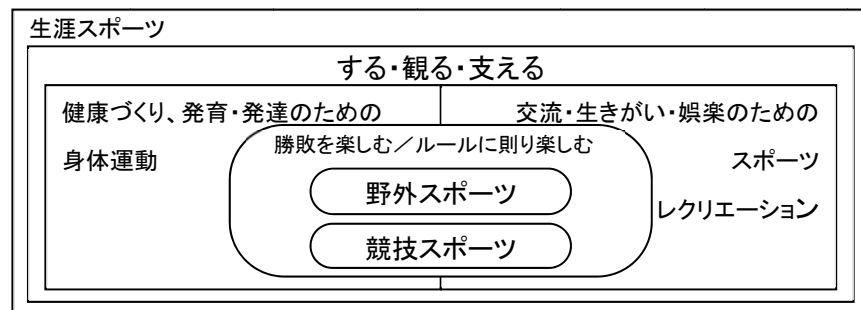 生涯スポーツ
する・観る・支える
健康づくり、発育・発達のための
身体運動
交流・生きがい・娯楽のための
スポーツ
レクリエーション
勝敗を楽しむ／ルールに則り楽しむ
野外スポーツ
競技スポーツ